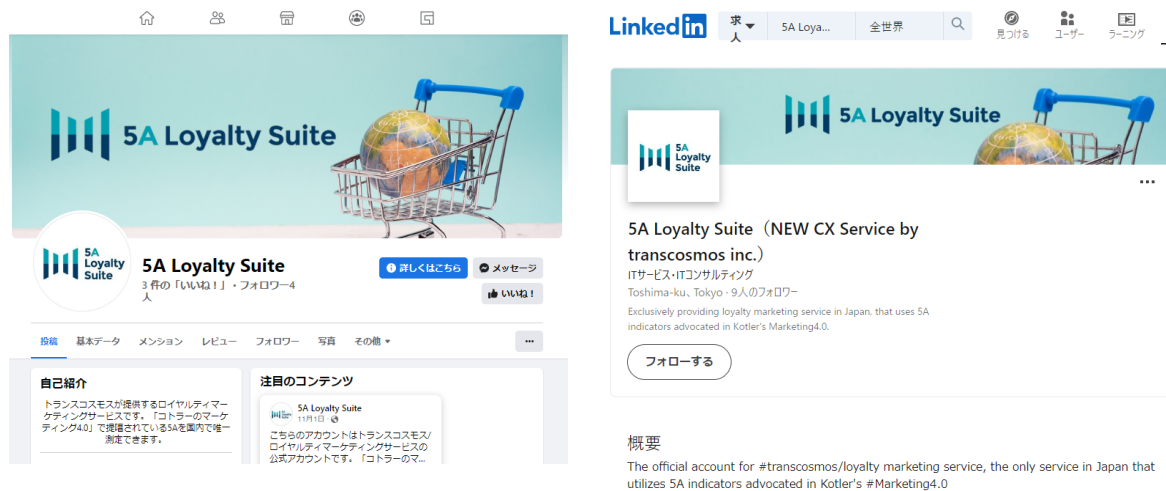 5A Loyalty Suite
5A
Loyalty
Suite
5A Loyalty Suite
3 件の「いいね！」・フォロワー4
人
詳しくはこちら
メッセージ
いいね！
投稿 基本データ メンション レビュー フォロワー 写真 その他
自己紹介
トランスコスモスが提供するロイヤルティマー
ケティングサービスです。「コトラーのマーケ
ティング4.0」で提唱されている5Aを国内で唯一
測定できます。
注目のコンテンツ
5A Loyalty Suite
11月1日
こちらのアカウントはトランスコスモス/
ロイヤルティマーケティングサービスの
公式アカウントです。「コトラーのマ...
LinkedIn
求
人
5A Loya...
全世界
見つける
ユーザー
ラーニング
5A Loyalty Suite
5A
Loyalty
Suite
5A Loyalty Suite（NEW CX Service by
transcosmos inc.）
ITサービス・ITコンサルティング
Toshima-ku、Tokyo · 9人のフォロワー
Exclusively providing loyalty marketing service in Japan, that uses 5A
indicators advocated in Kotler's Marketing4.0.
フォローする
概要
The official account for #transcosmos/loyalty marketing service, the only service in Japan that
utilizes 5A indicators advocated in Kotler's #Marketing4.0